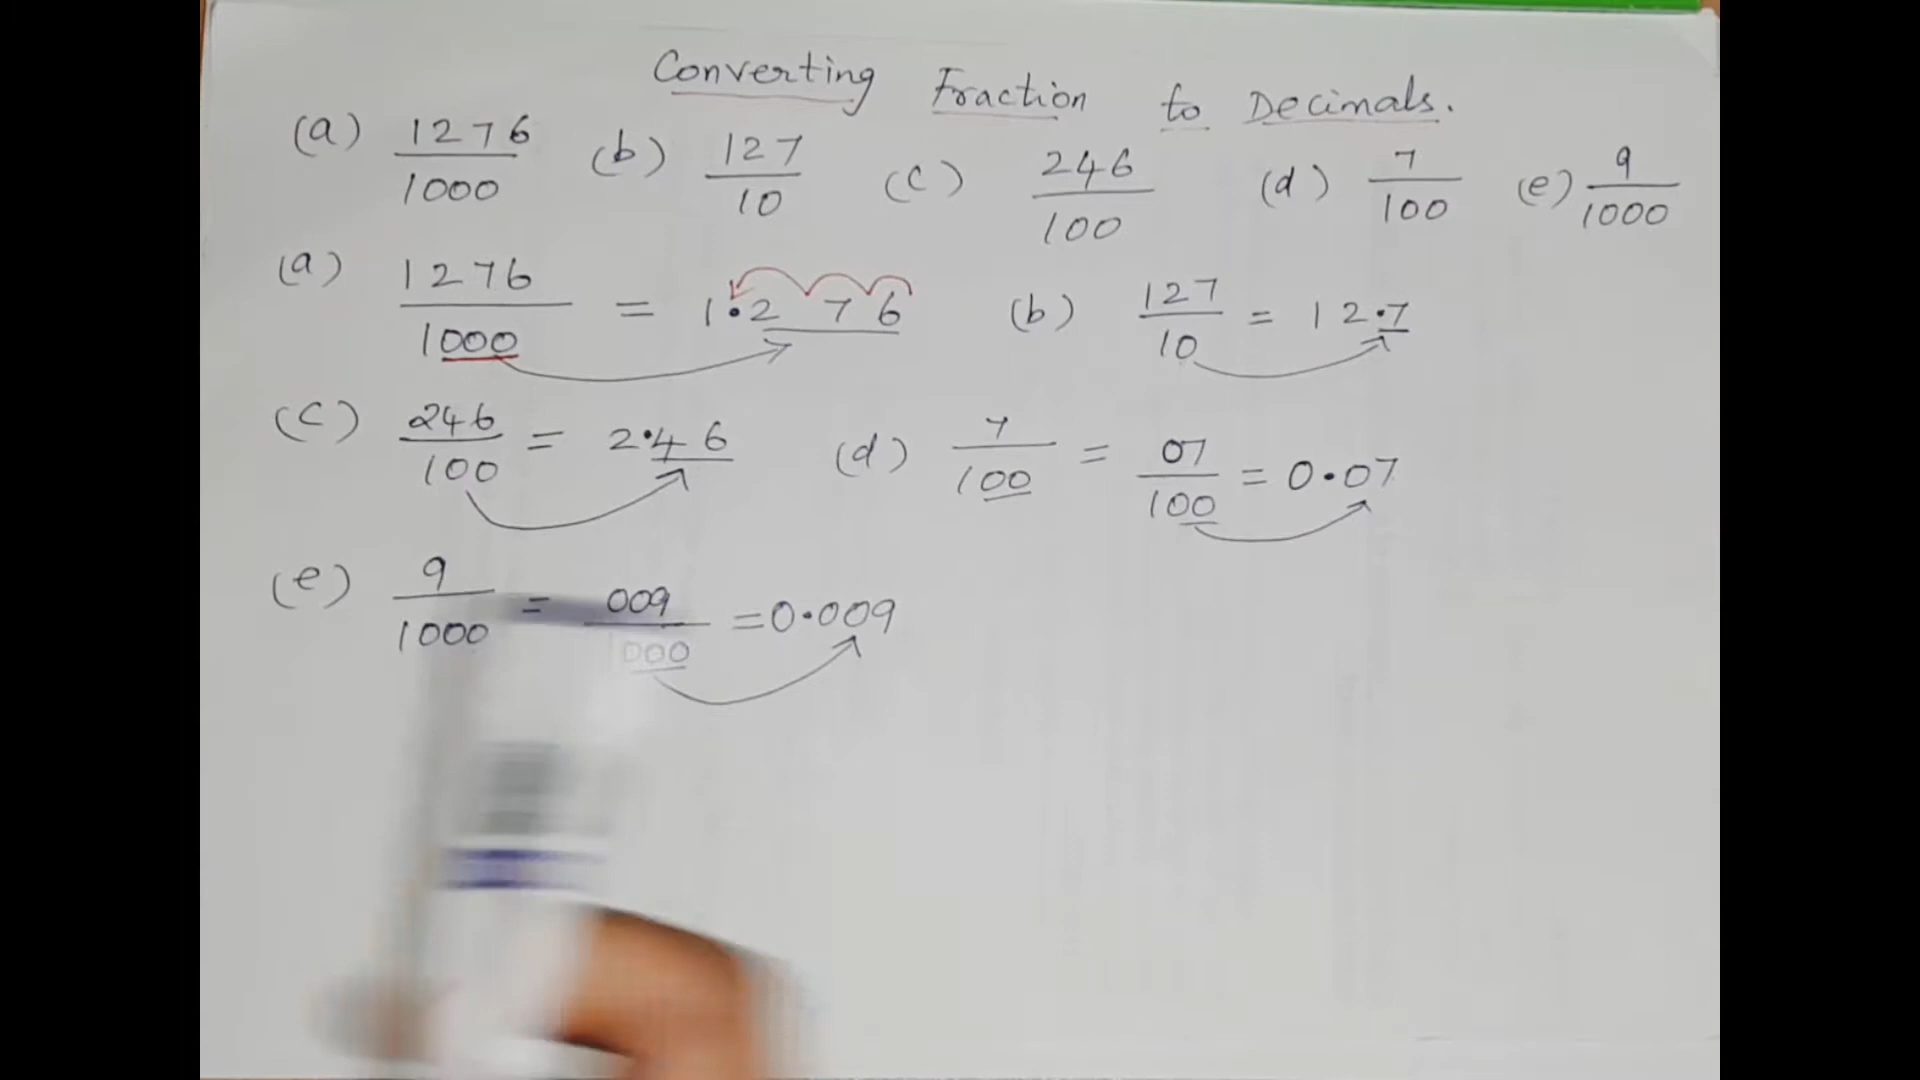 Converting Fraction to Decimals.
(a) 1276/1000 (b) 127/10 (c) 246/100 (d) 7/100 (e) 9/1000
(a) 1276/1000 = 1.276 (b) 127/10 = 12.7
(c) 246/100 = 2.46 (d) 7/100 = 07/100 = 0.07
(e) 9/1000 = 009/1000 = 0.009